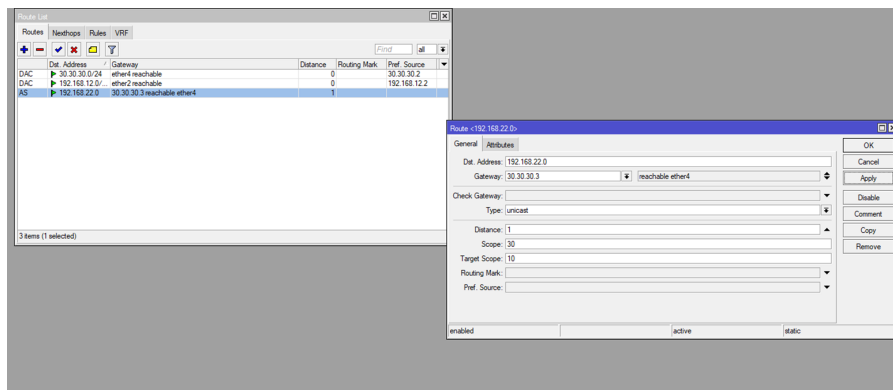 Route List
Routes Nexthops Rules VRF
Find all
Dst. Address Gateway Distance Routing Mark Pref. Source
DAC 30.30.30.0/24 ether4 reachable 0 30.30.30.2
DAC 192.168.12.0/... ether2 reachable 0 192.168.12.2
AS 192.168.22.0 30.30.30.3 reachable ether4 1
3 items (1 selected)
Route <192.168.22.0>
General Attributes
Dst. Address: 192.168.22.0
Gateway: 30.30.30.3 reachable ether4
Check Gateway:
Type: unicast
Distance: 1
Scope: 30
Target Scope: 10
Routing Mark:
Pref. Source:
OK
Cancel
Apply
Disable
Comment
Copy
Remove
enabled active static